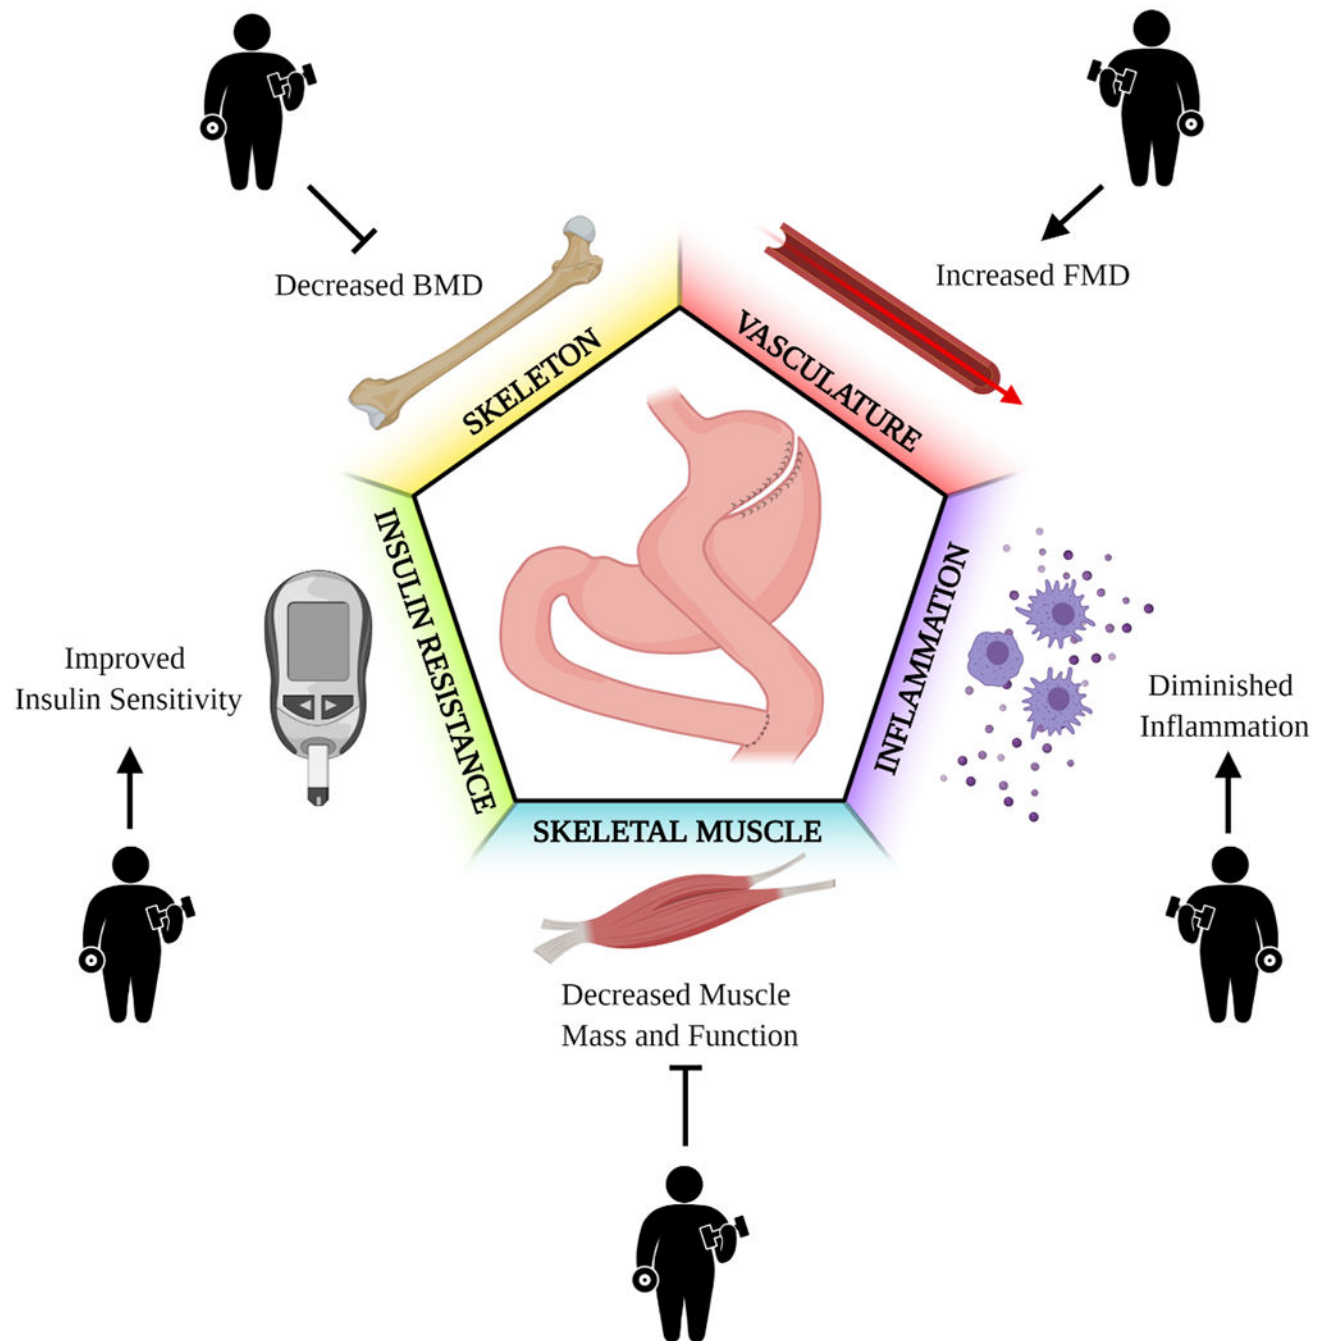 Decreased BMD
Increased FMD
SKELETON
VASCULATURE
INSULIN RESISTANCE
INFLAMMATION
Improved
Insulin Sensitivity
Diminished
Inflammation
SKELETAL MUSCLE
Decreased Muscle
Mass and Function